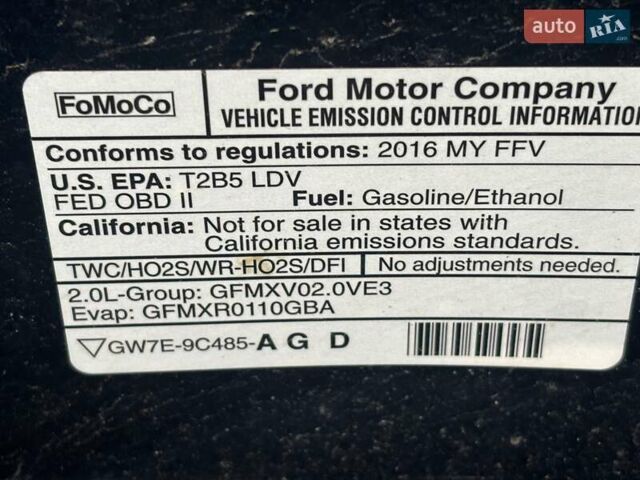 auto RIA.com
FoMoCo
Ford Motor Company
VEHICLE EMISSION CONTROL INFORMATION
Conforms to regulations: 2016 MY FFV
U.S. EPA: T2B5 LDV
FED OBD II Fuel: Gasoline/Ethanol
California: Not for sale in states with
California emissions standards.
TWC/HO2S/WR-HO2S/DFI No adjustments needed.
2.0L-Group: GFMXV02.0VE3
Evap: GFMXR0110GBA
GW7E-9C485-A G D